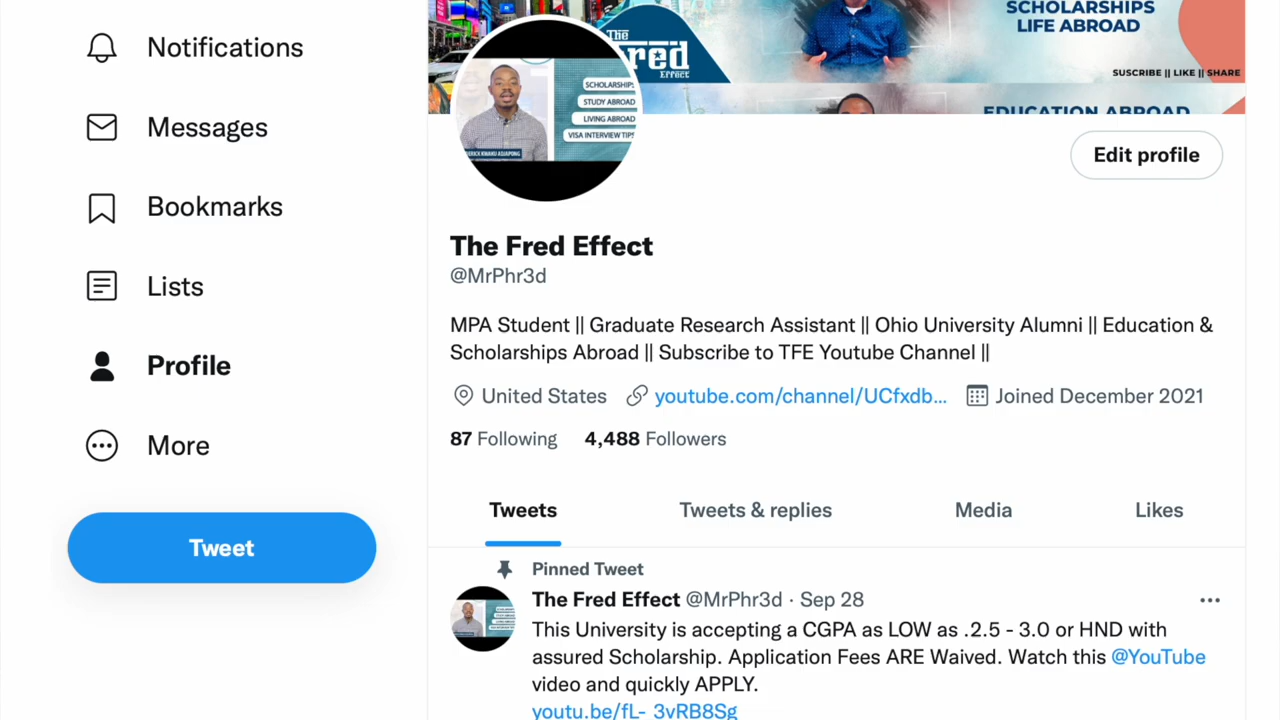 Notifications
Messages
Bookmarks
Lists
Profile
More
Tweet
The
Fred
Effect
SCHOLARSHIPS
LIFE ABROAD
SUSCRIBE || LIKE || SHARE
EDUCATION ABROAD
SCHOLARSHIPS
STUDY ABROAD
LIVING ABROAD
VISA INTERVIEW TIPS
Edit profile
The Fred Effect
@MrPhr3d
MPA Student || Graduate Research Assistant || Ohio University Alumni || Education &
Scholarships Abroad || Subscribe to TFE Youtube Channel ||
United States youtube.com/channel/UCfxdb... Joined December 2021
87 Following 4,488 Followers
Tweets Tweets & replies Media Likes
Pinned Tweet
The Fred Effect @MrPhr3d · Sep 28
This University is accepting a CGPA as LOW as .2.5 - 3.0 or HND with
assured Scholarship. Application Fees ARE Waived. Watch this @YouTube
video and quickly APPLY.
youtu.be/fL-_3vRB8Sg